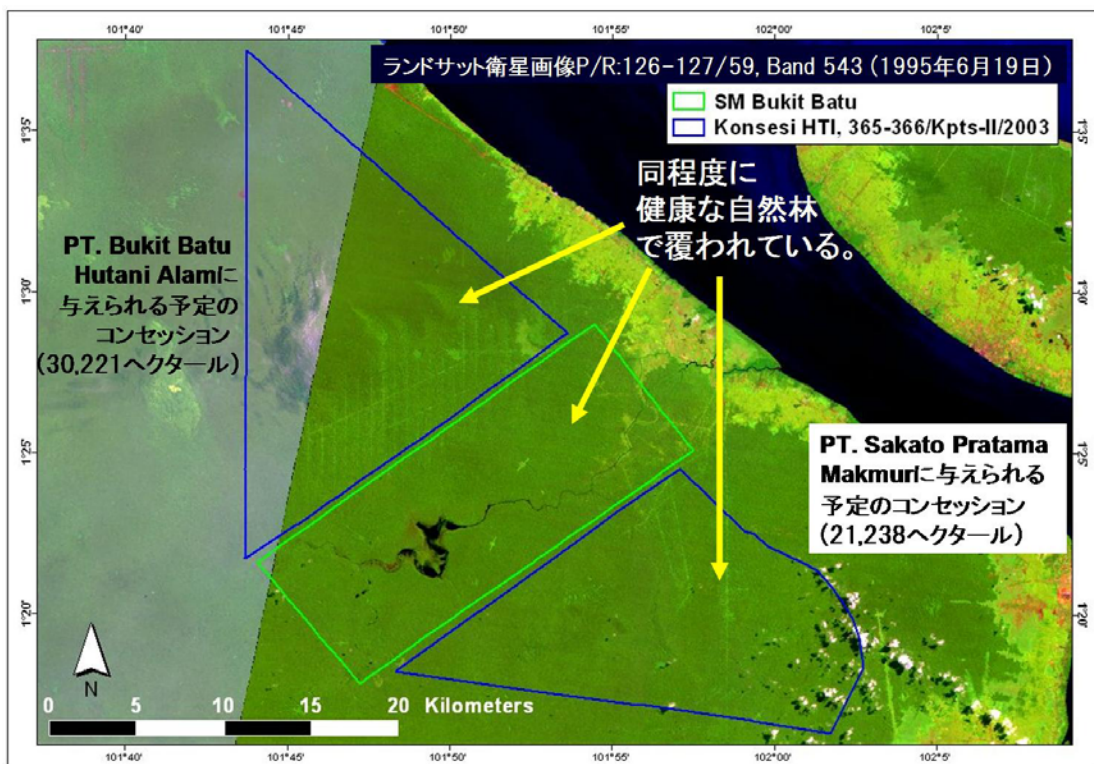 101°40' 101°45' 101°50' 101°55' 102°0' 102°5'
ランドサット衛星画像P/R:126-127/59, Band 543 (1995年6月19日)
SM Bukit Batu
Konsesi HTI, 365-366/Kpts-II/2003
1°35' 1°35'
同程度に
健康な自然林
で覆われている。
PT. Bukit Batu
Hutani Alamに
与えられる予定の
コンセッション
(30,221ヘクタール)
1°30' 1°30'
1°25' 1°25'
PT. Sakato Pratama
Makmurに与えられる
予定のコンセッション
(21,238ヘクタール)
1°20' 1°20'
N
0 5 10 15 20 Kilometers
101°40' 101°45' 101°50' 101°55' 102°0' 102°5'